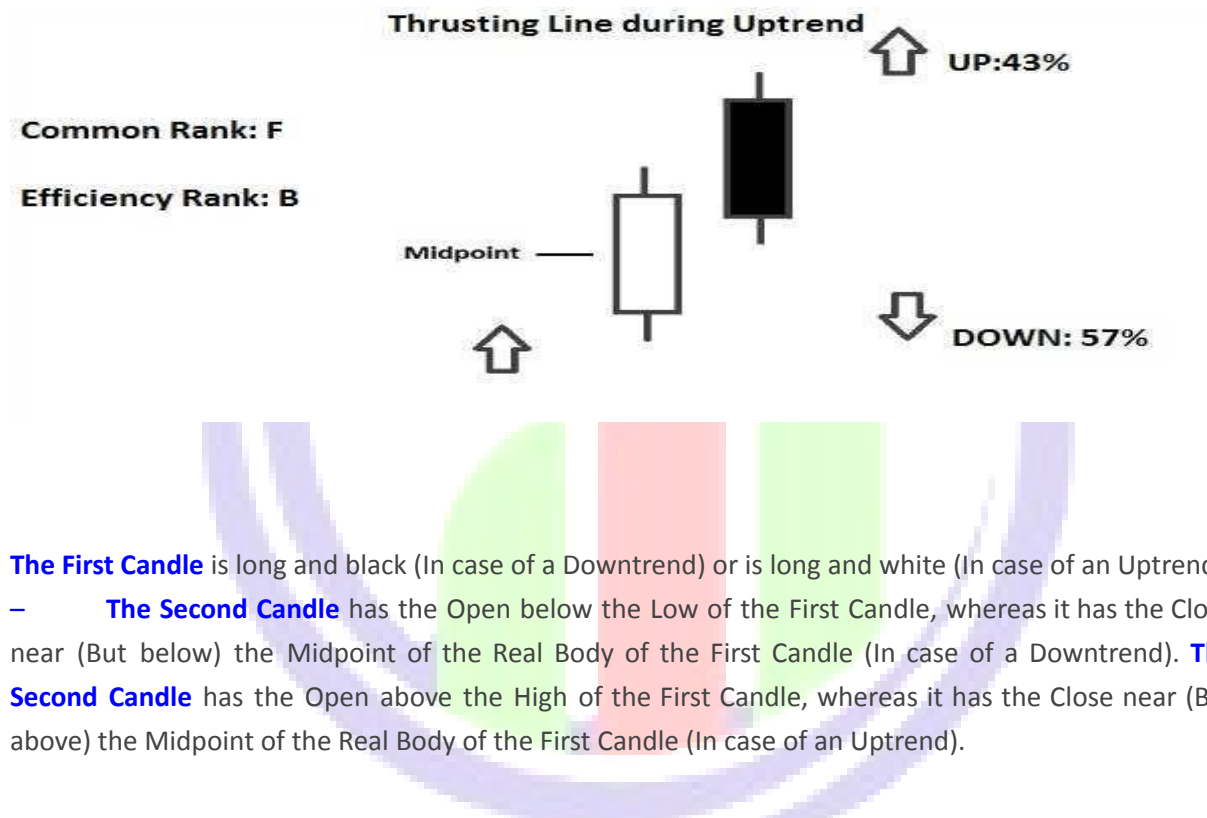 Thrusting Line during Uptrend
UP:43%
Common Rank: F
Efficiency Rank: B
Midpoint
DOWN: 57%
The First Candle is long and black (In case of a Downtrend) or is long and white (In case of an Uptrend
– The Second Candle has the Open below the Low of the First Candle, whereas it has the Clo
near (But below) the Midpoint of the Real Body of the First Candle (In case of a Downtrend). T
Second Candle has the Open above the High of the First Candle, whereas it has the Close near (B
above) the Midpoint of the Real Body of the First Candle (In case of an Uptrend).